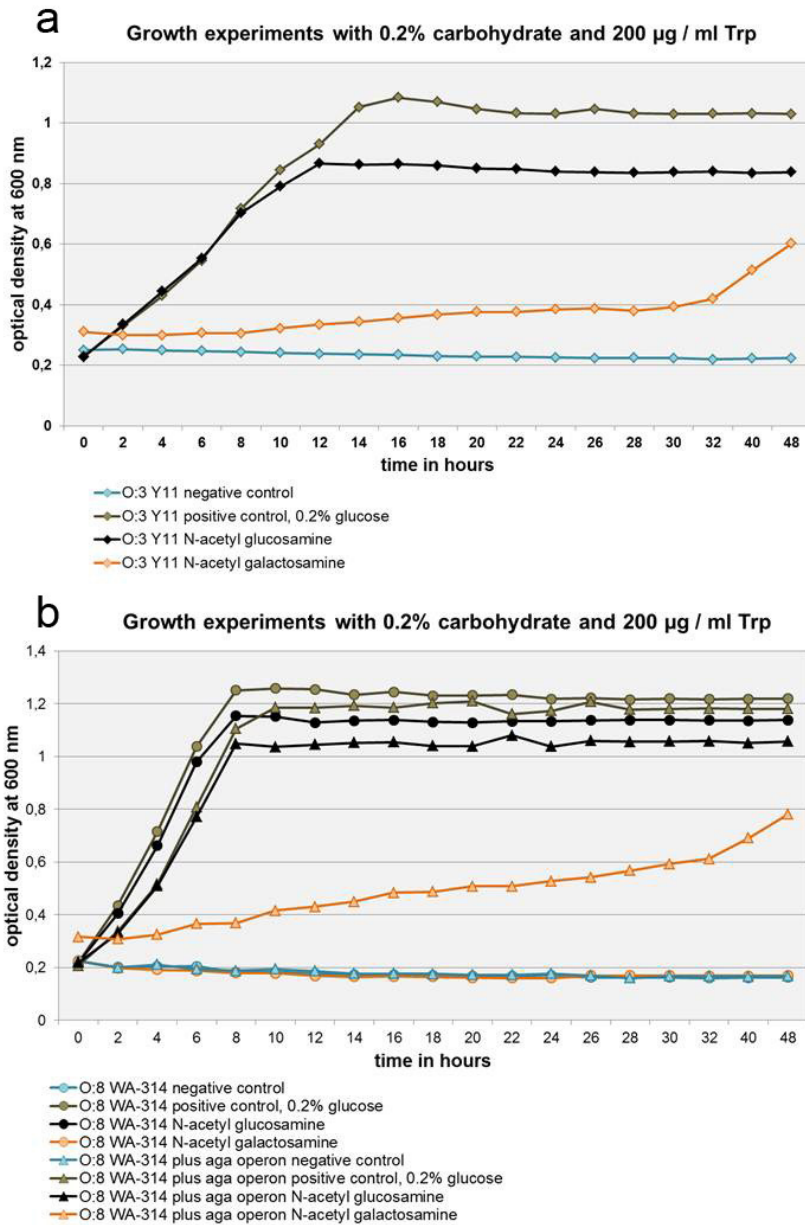 a
Growth experiments with 0.2% carbohydrate and 200 µg / ml Trp
1,2
1
0,8
0,6
0,4
0,2
0
optical density at 600 nm
0 2 4 6 8 10 12 14 16 18 20 22 24 26 28 30 32 40 48
time in hours
O:3 Y11 negative control
O:3 Y11 positive control, 0.2% glucose
O:3 Y11 N-acetyl glucosamine
O:3 Y11 N-acetyl galactosamine
b
Growth experiments with 0.2% carbohydrate and 200 µg / ml Trp
1,4
1,2
1
0,8
0,6
0,4
0,2
0
optical density at 600 nm
0 2 4 6 8 10 12 14 16 18 20 22 24 26 28 30 32 40 48
time in hours
O:8 WA-314 negative control
O:8 WA-314 positive control, 0.2% glucose
O:8 WA-314 N-acetyl glucosamine
O:8 WA-314 N-acetyl galactosamine
O:8 WA-314 plus aga operon negative control
O:8 WA-314 plus aga operon positive control, 0.2% glucose
O:8 WA-314 plus aga operon N-acetyl glucosamine
O:8 WA-314 plus aga operon N-acetyl galactosamine